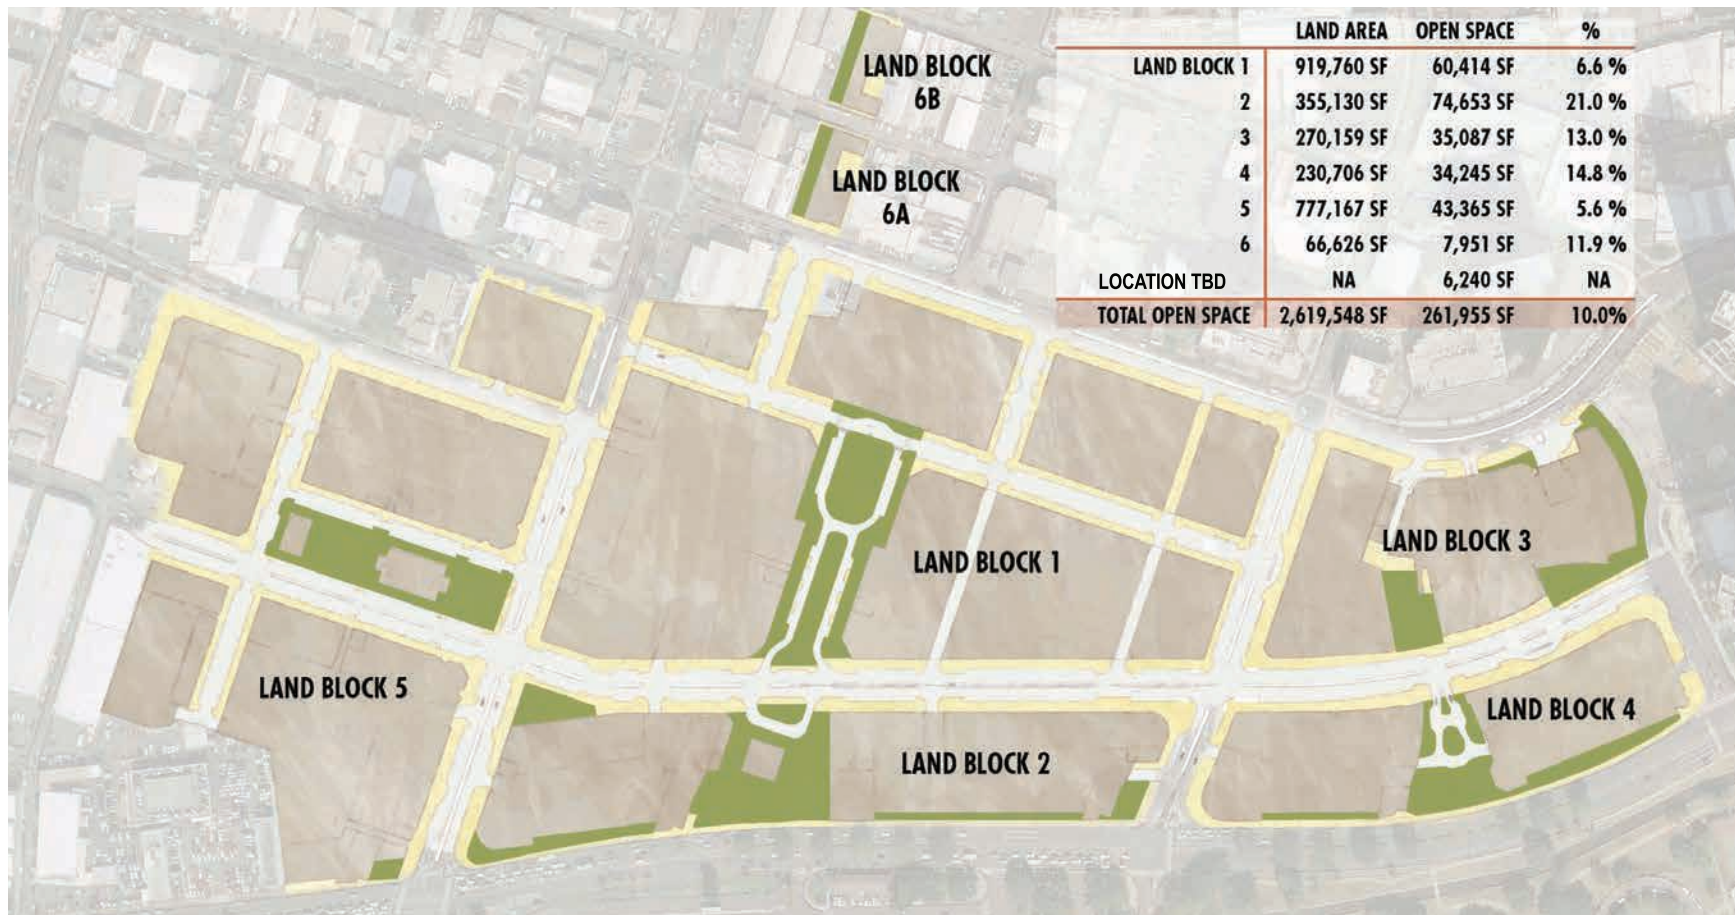 LAND AREA OPEN SPACE %
LAND BLOCK 1 919,760 SF 60,414 SF 6.6 %
2 355,130 SF 74,653 SF 21.0 %
3 270,159 SF 35,087 SF 13.0 %
4 230,706 SF 34,245 SF 14.8 %
5 777,167 SF 43,365 SF 5.6 %
6 66,626 SF 7,951 SF 11.9 %
LOCATION TBD NA 6,240 SF NA
TOTAL OPEN SPACE 2,619,548 SF 261,955 SF 10.0%
LAND BLOCK
6B
LAND BLOCK
6A
LAND BLOCK 3
LAND BLOCK 1
LAND BLOCK 5
LAND BLOCK 4
LAND BLOCK 2